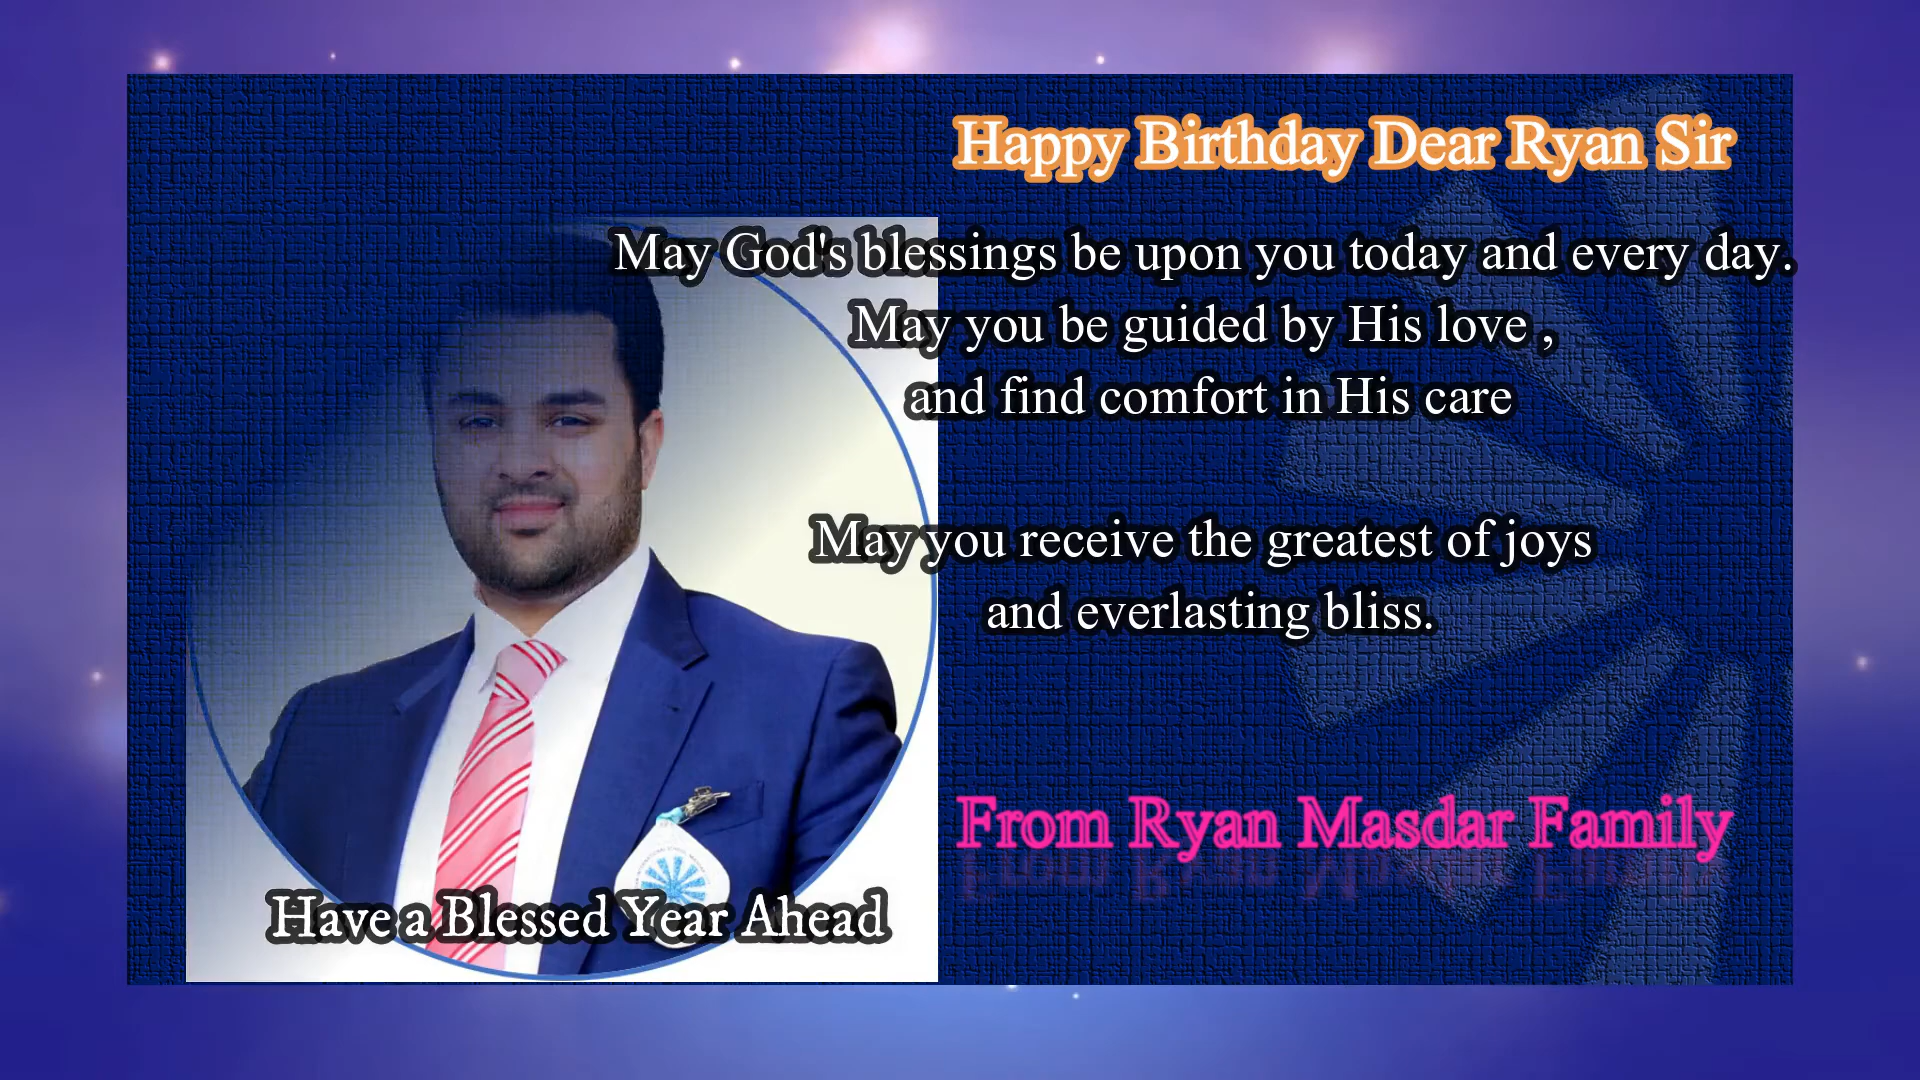 Happy Birthday Dear Ryan Sir
May God's blessings be upon you today and every day.
May you be guided by His love ,
and find comfort in His care
May you receive the greatest of joys
and everlasting bliss.
From Ryan Masdar Family
Have a Blessed Year Ahead